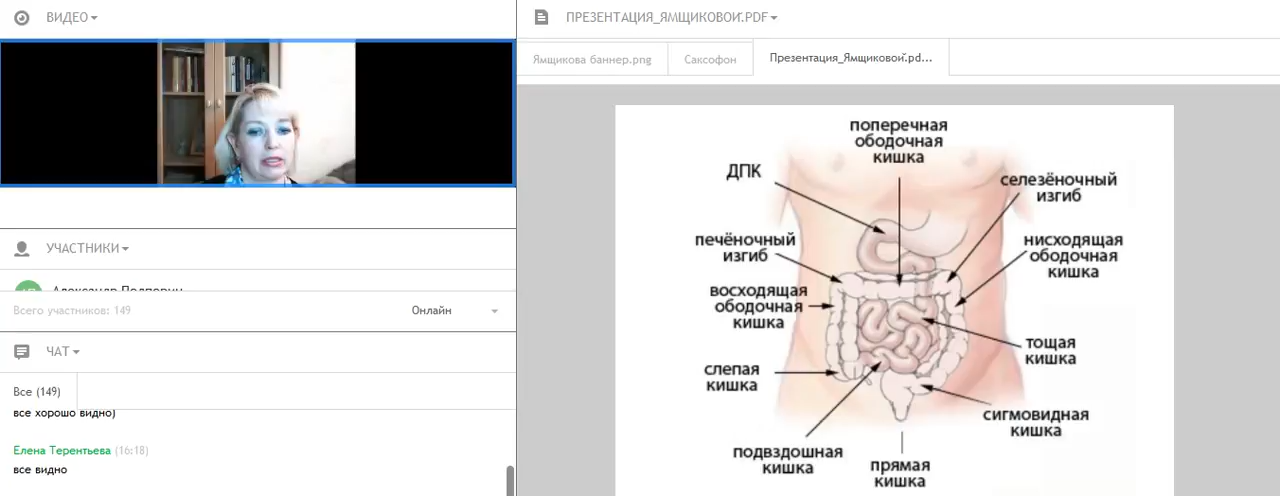 ВИДЕО
УЧАСТНИКИ
Александр Подпорин
Всего участников: 149
Онлайн
ЧАТ
Все (149)
все хорошо видно)
Елена Терентьева (16:18)
все видно
ПРЕЗЕНТАЦИЯ_ЯМЩИКОВОЙ.PDF
Ямщикова баннер.png
Саксофон
Презентация_Ямщиковой.pd...
поперечная
ободочная
кишка
ДПК
селезёночный
изгиб
печёночный
изгиб
нисходящая
ободочная
кишка
восходящая
ободочная
кишка
тощая
кишка
слепая
кишка
сигмовидная
кишка
подвздошная
кишка
прямая
кишка